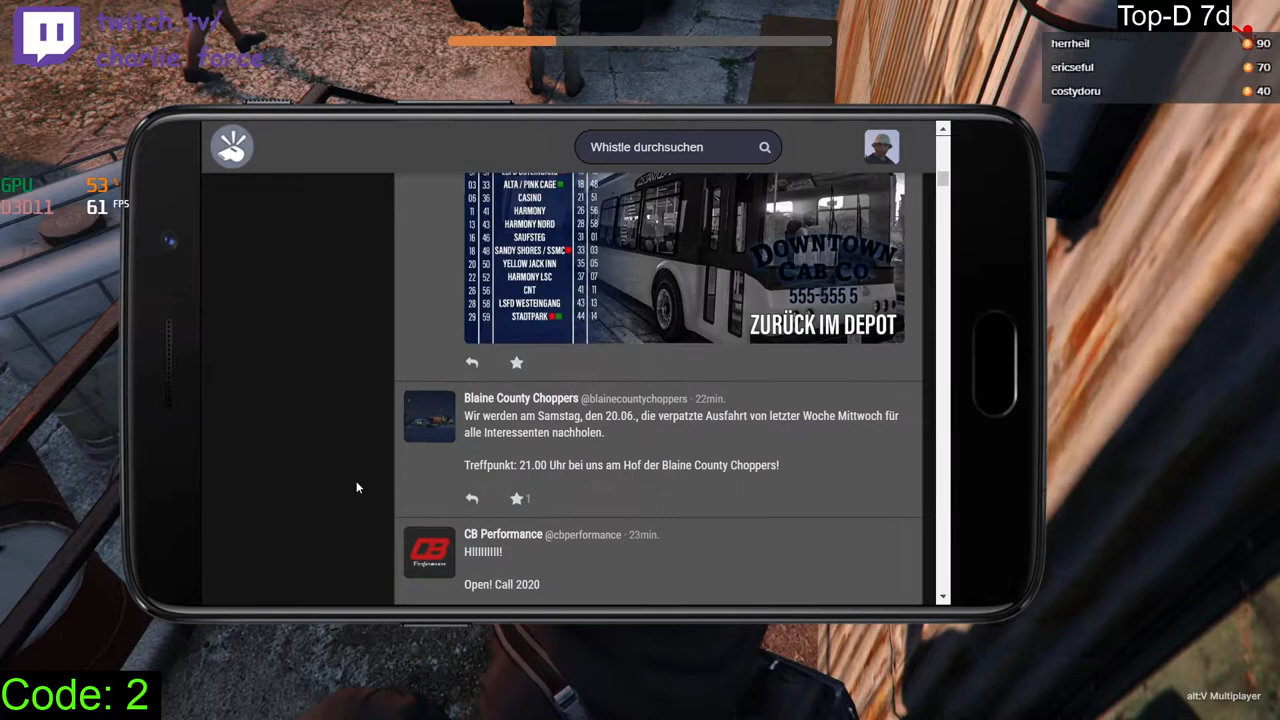 twitch.tv/
charlie_force
Top-D 7d
herrheil 90
ericseful 70
costydoru 40
GPU 53 %
D3D11 61 FPS
Whistle durchsuchen
03 33 ALTA / PINK CAGE 18 48
06 36 CASINO 21 51
11 41 HARMONY 26 56
13 43 HARMONY NORD 28 58
16 46 SAUFSTEG 31 01
18 48 SANDY SHORES / SSMC 33 03
20 50 YELLOW JACK INN 35 05
22 52 HARMONY LSC 37 07
26 56 CNT 41 11
28 58 LSFD WESTEINGANG 43 13
29 59 STADTPARK 44 14
DOWNTOWN
CAB CO.
555-555 5
ZURÜCK IM DEPOT
Blaine County Choppers @blainecountychoppers · 22min.
Wir werden am Samstag, den 20.06., die verpatzte Ausfahrt von letzter Woche Mittwoch für
alle Interessenten nachholen.
Treffpunkt: 21.00 Uhr bei uns am Hof der Blaine County Choppers!
1
CB
Performance
CB Performance @cbperformance · 23min.
HIIIIIIIII!
Open! Call 2020
Code: 2
alt:V Multiplayer